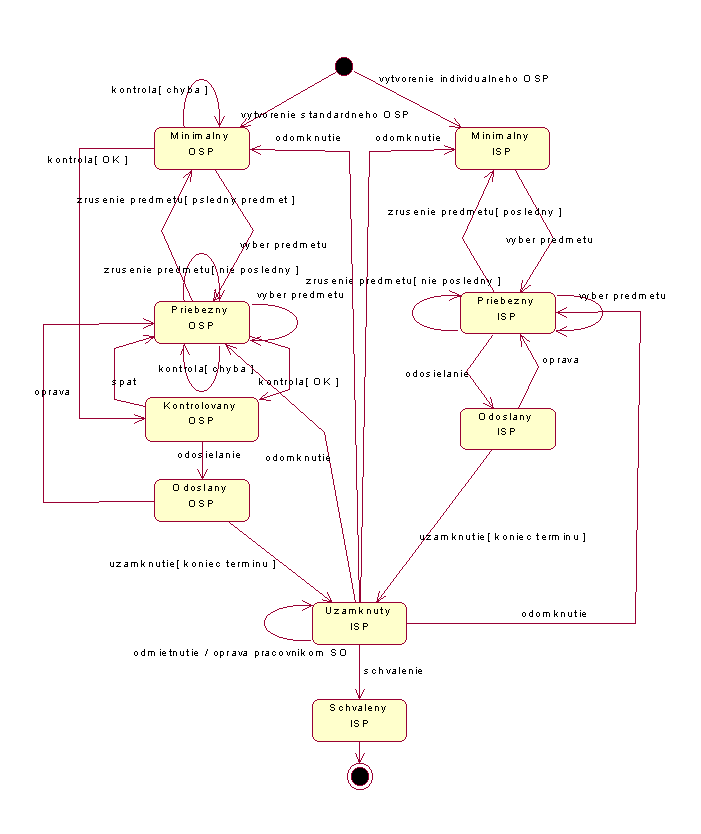 vytvorenie individualneho OSP
kontrola[ chyba ]
vytvorenie standardneho OSP
Minimalny
OSP
odomknutie
odomknutie
Minimalny
ISP
kontrola[ OK ]
zrusenie predmetu[ psledny predmet ]
zrusenie predmetu[ posledny ]
vyber predmetu
vyber predmetu
zrusenie predmetu[ nie posledny ]
zrusenie predmetu[ nie posledny ]
vyber predmetu
vyber predmetu
Priebezny
OSP
Priebezny
ISP
kontrola[ chyba ]
odosielanie
oprava
spat
kontrola[ OK ]
oprava
Kontrolovany
OSP
Odoslany
ISP
odosielanie
odomknutie
Odoslany
OSP
uzamknutie[ koniec terminu ]
uzamknutie[ koniec terminu ]
Uzamknuty
ISP
odomknutie
odmietnutie / oprava pracovnikom SO
schvalenie
Schvaleny
ISP